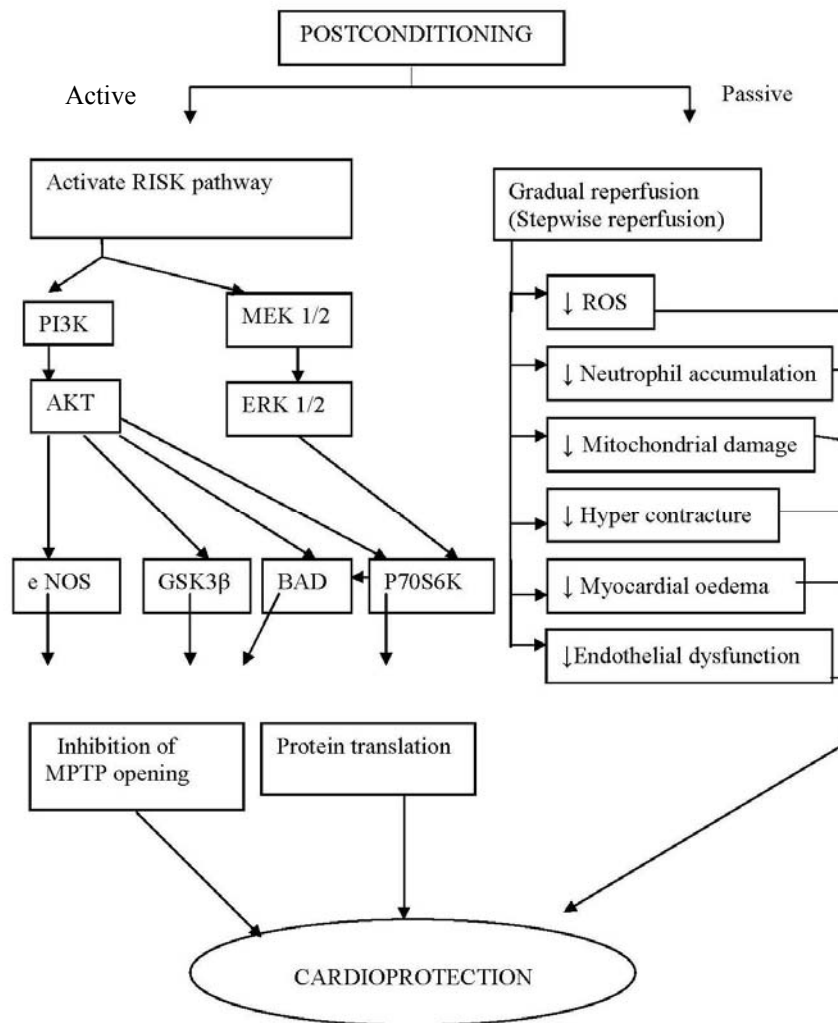 POSTCONDITIONING
Active
Passive
Activate RISK pathway
Gradual reperfusion
(Stepwise reperfusion)
PI3K
MEK 1/2
↓ ROS
AKT
ERK 1/2
↓ Neutrophil accumulation
↓ Mitochondrial damage
↓ Hyper contracture
e NOS
GSK3β
BAD
P70S6K
↓ Myocardial oedema
↓Endothelial dysfunction
Inhibition of
MPTP opening
Protein translation
CARDIOPROTECTION